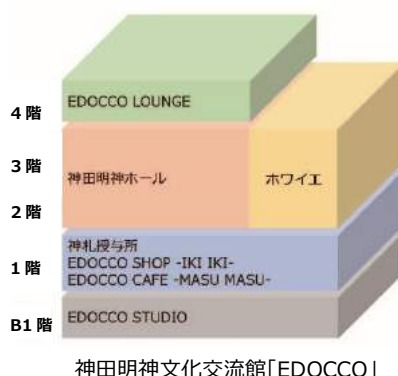 4階
EDOCCO LOUNGE
3階
神田明神ホール
ホワイエ
2階
神札授与所
1階
EDOCCO SHOP -IKI IKI-
EDOCCO CAFE -MASU MASU-
B1階
EDOCCO STUDIO
神田明神文化交流館「EDOCCO」